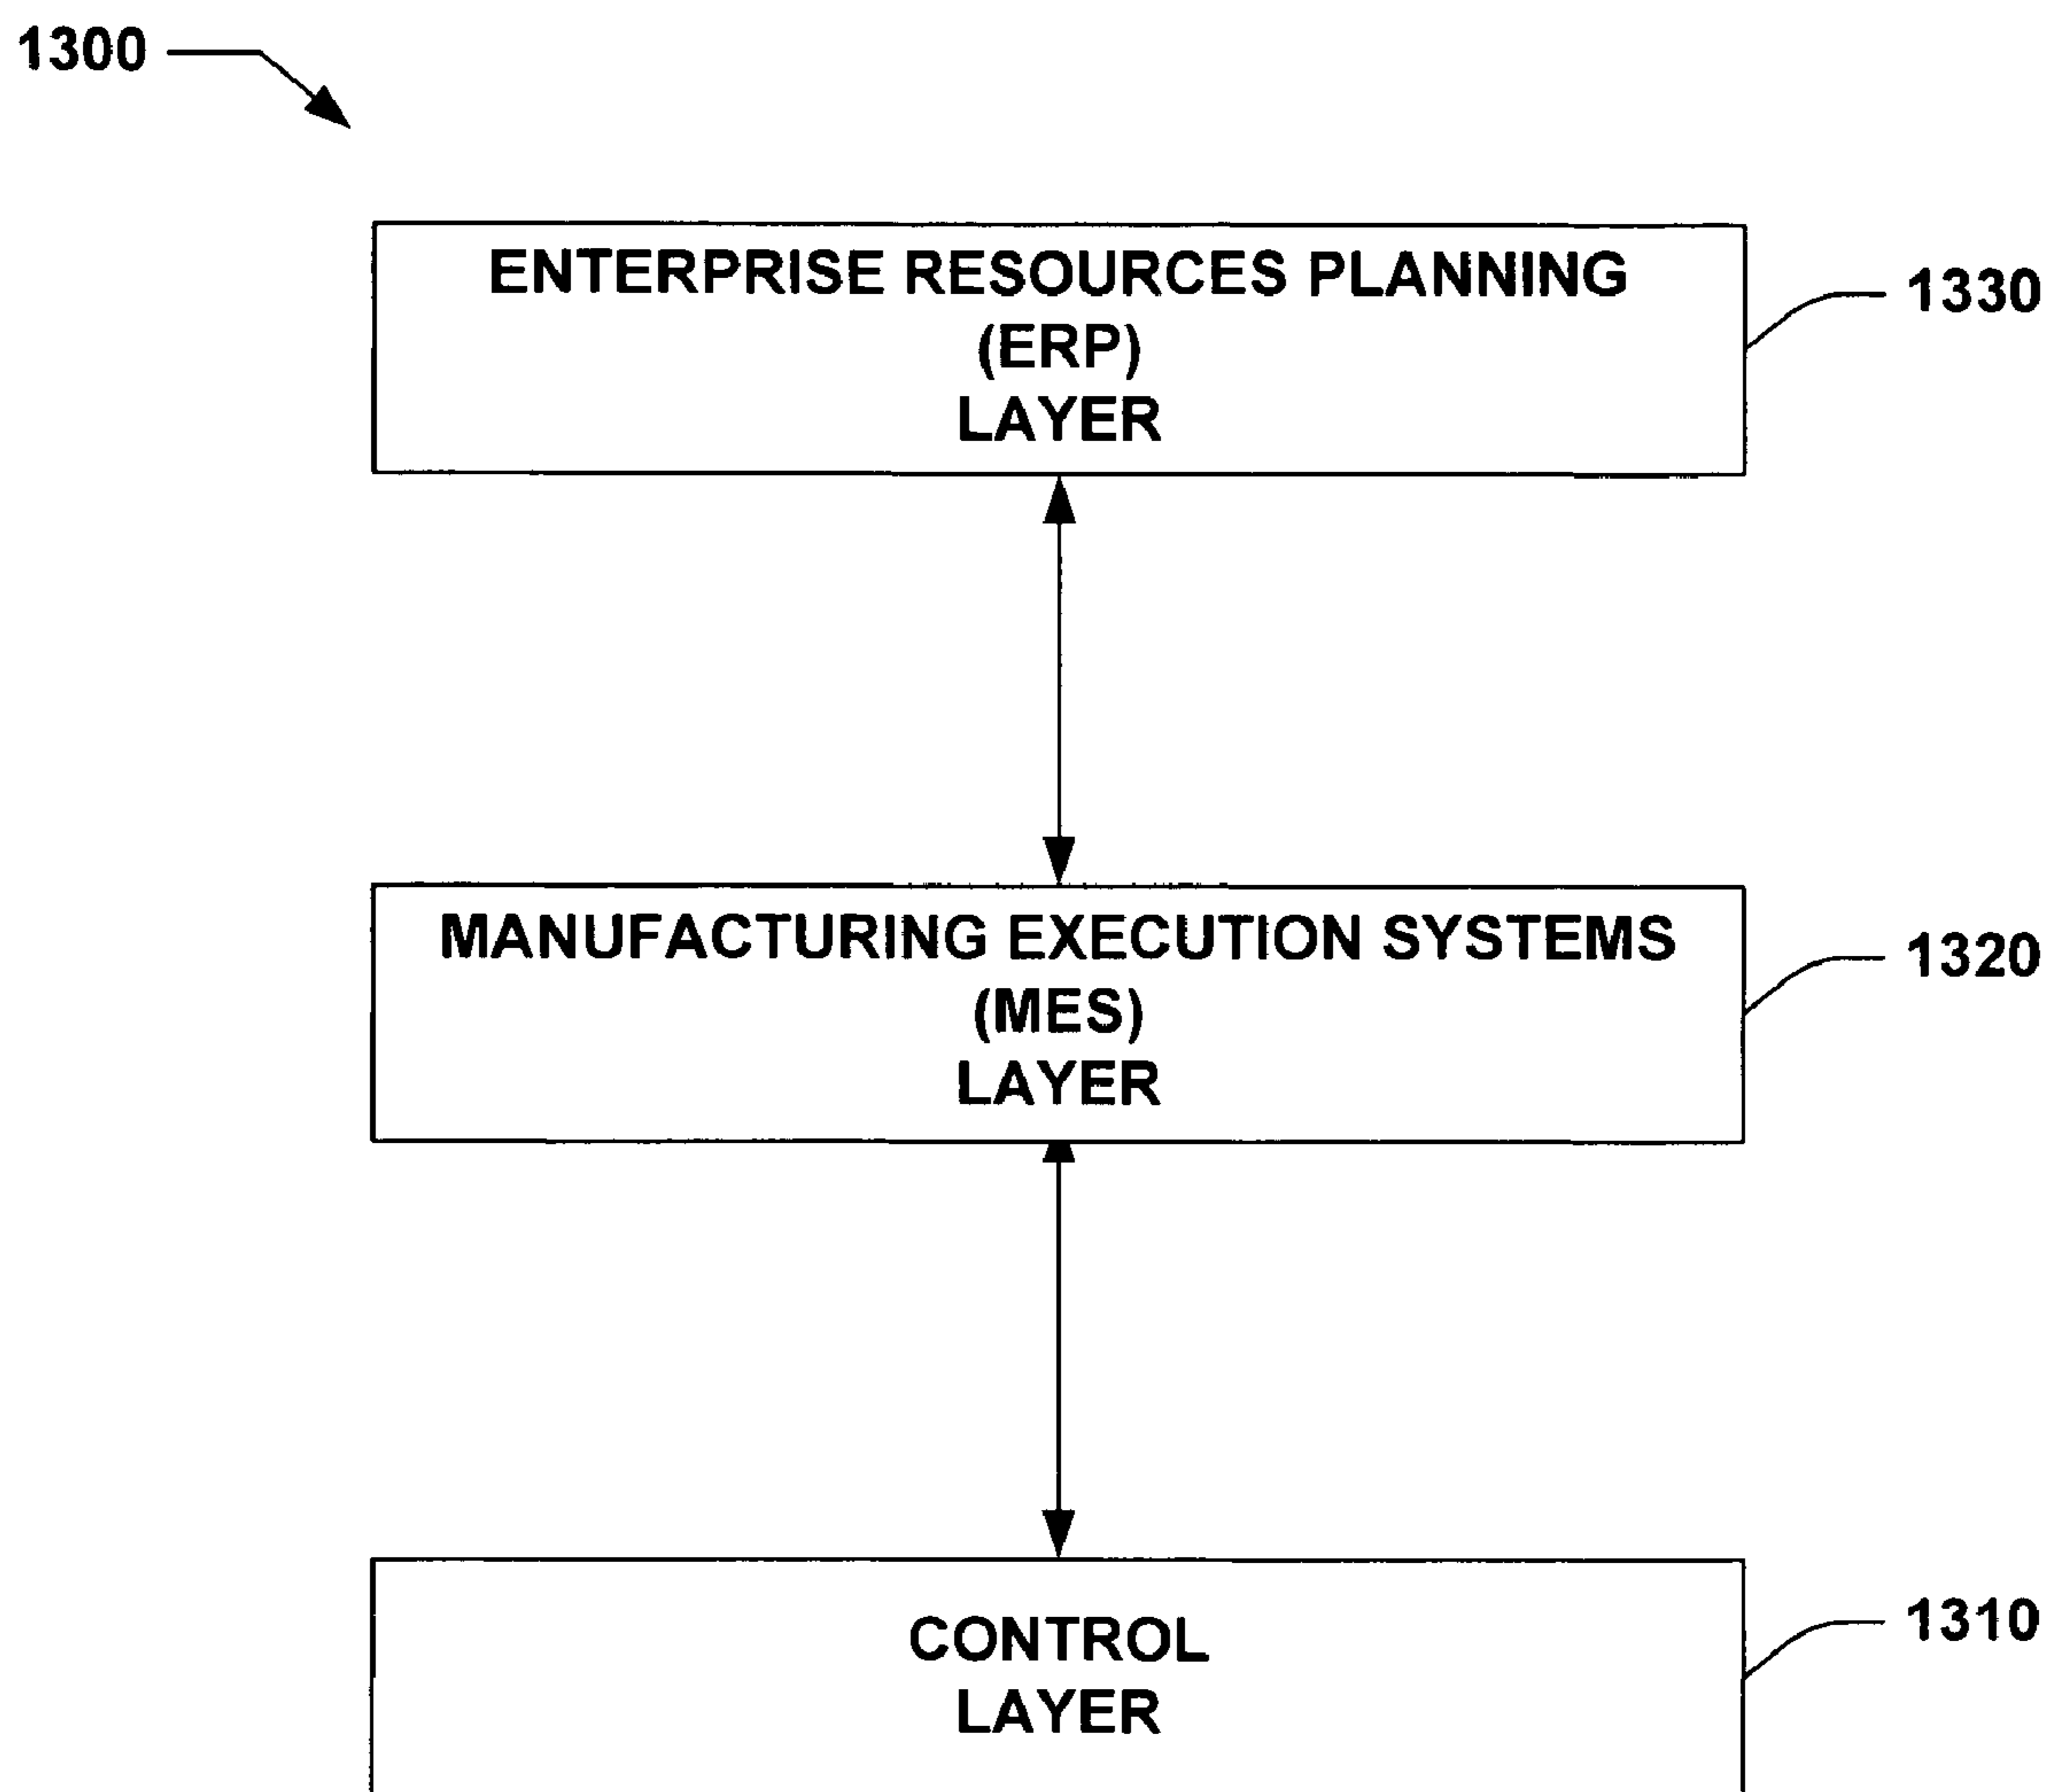 1300
ENTERPRISE RESOURCES PLANNING
(ERP)
LAYER
1330
MANUFACTURING EXECUTION SYSTEMS
(MES)
LAYER
1320
CONTROL
LAYER
1310